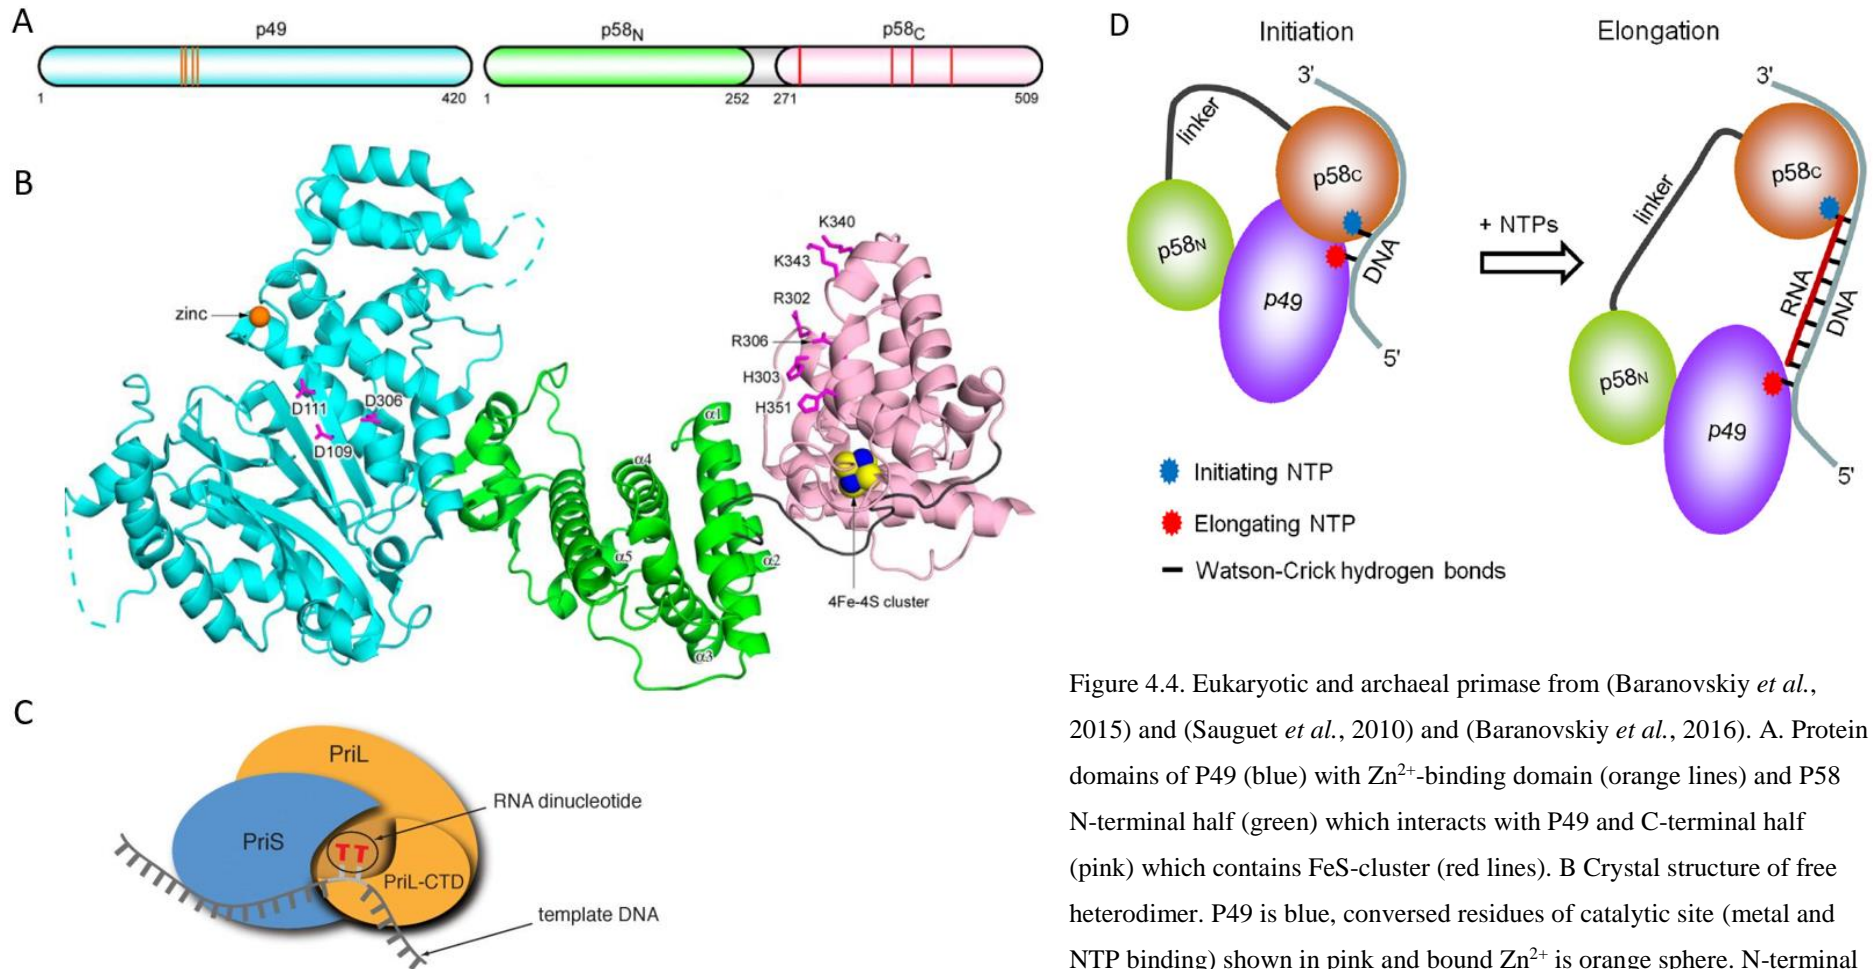 A
p49
p58N
p58C
1
420
1
252
271
509
B
zinc
D111
D306
D109
α1
α4
α5
α2
α3
K340
K343
R302
R306
H303
H351
4Fe-4S cluster
C
PriL
PriS
TT
PriL-CTD
RNA dinucleotide
template DNA
D
Initiation
Elongation
3'
linker
p58C
p58N
p49
DNA
5'
+ NTPs
3'
linker
p58C
p58N
p49
RNA
DNA
5'
Initiating NTP
Elongating NTP
Watson-Crick hydrogen bonds
Figure 4.4. Eukaryotic and archaeal primase from (Baranovskiy et al.,
2015) and (Sauguet et al., 2010) and (Baranovskiy et al., 2016). A. Protein
domains of P49 (blue) with Zn2+-binding domain (orange lines) and P58
N-terminal half (green) which interacts with P49 and C-terminal half
(pink) which contains FeS-cluster (red lines). B Crystal structure of free
heterodimer. P49 is blue, conversed residues of catalytic site (metal and
NTP binding) shown in pink and bound Zn2+ is orange sphere. N-terminal